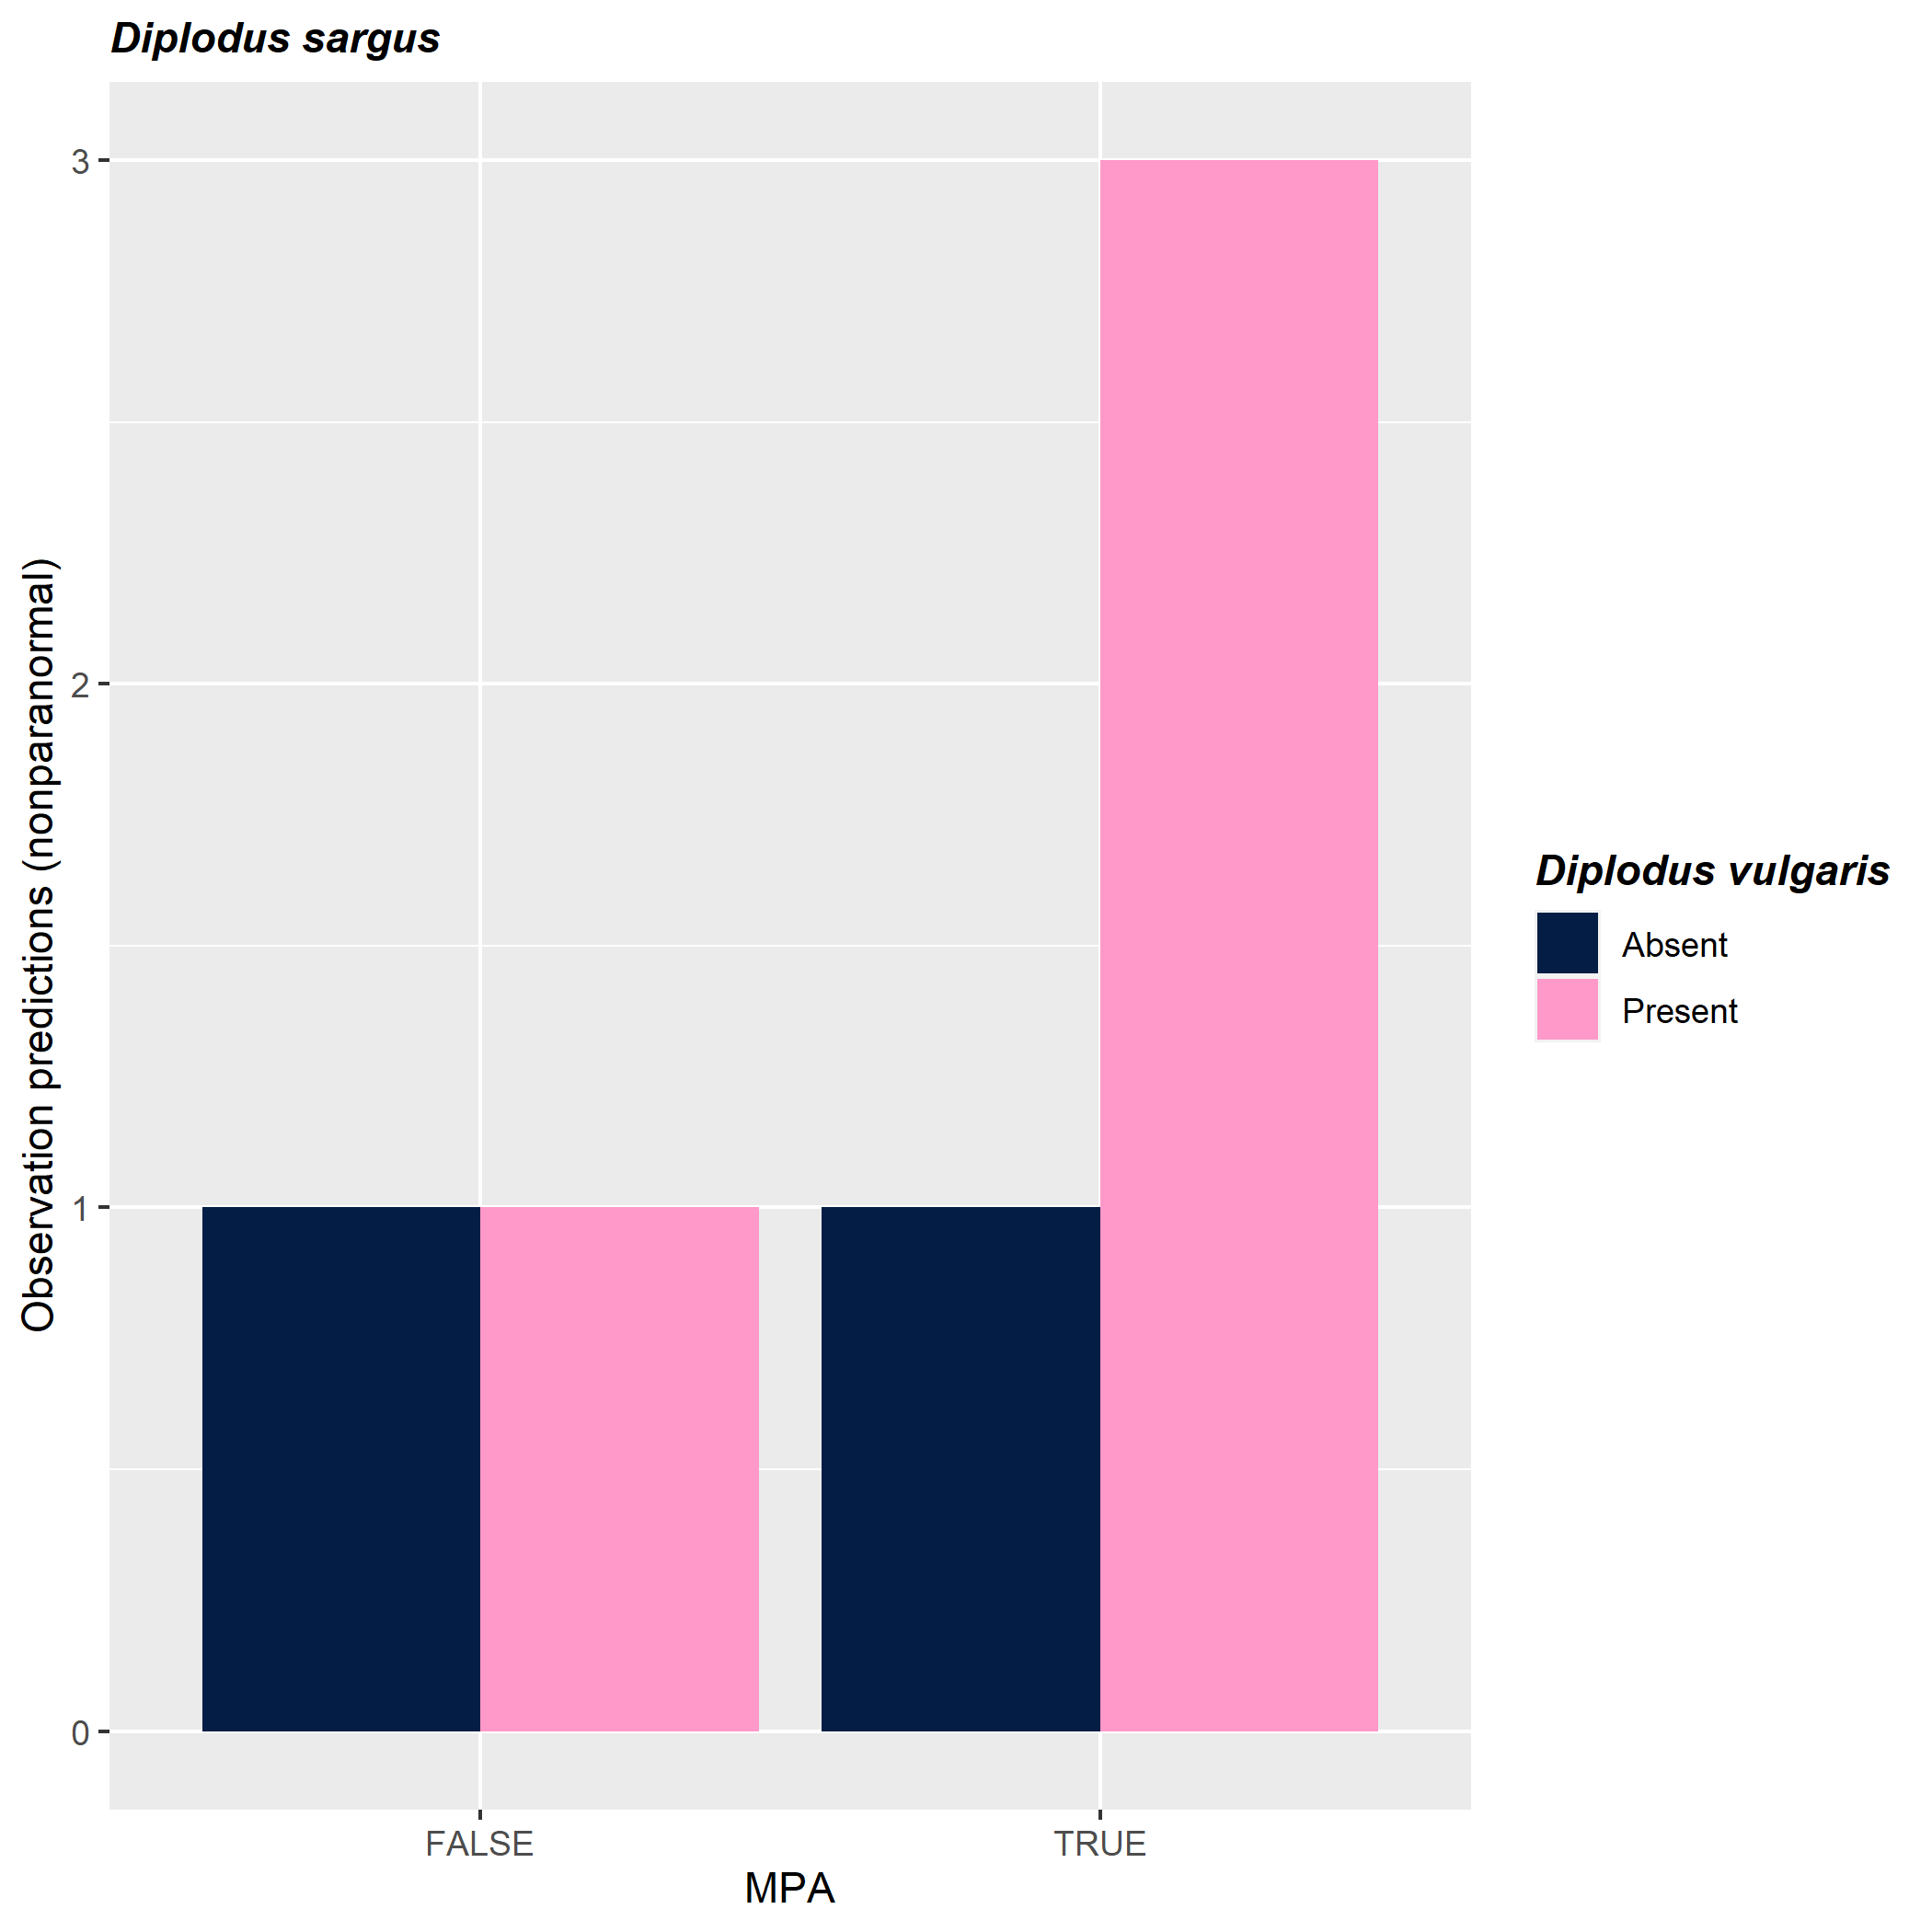 Diplodus sargus
Observation predictions (nonparanormal)
3
2
1
0
FALSE
TRUE
MPA
Diplodus vulgaris
Absent
Present